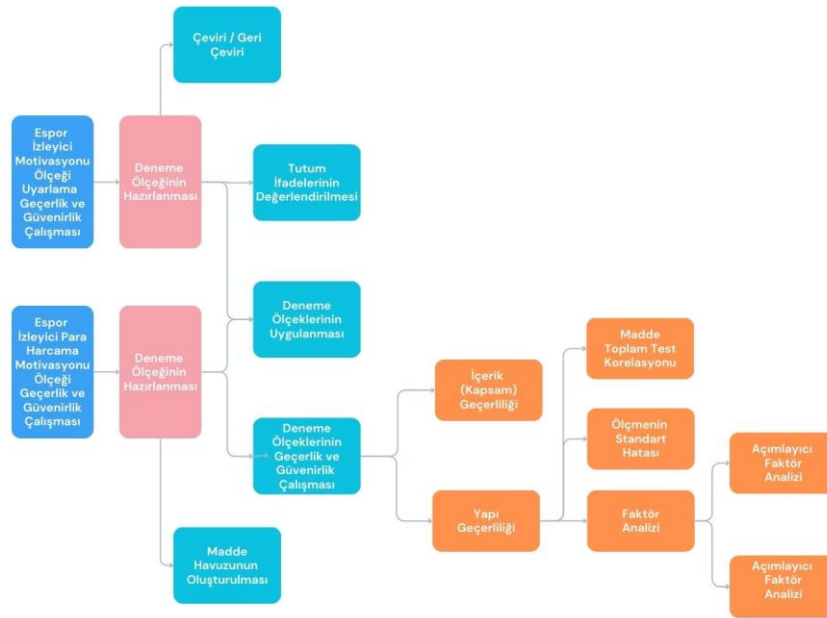 Çeviri / Geri
Çeviri
Espor
İzleyici
Motivasyonu
Ölçeği
Uyarlama
Geçerlik ve
Güvenirlik
Çalışması
Deneme
Ölçeğinin
Hazırlanması
Tutum
İfadelerinin
Değerlendirilmesi
Deneme
Ölçeklerinin
Uygulanması
Espor
İzleyici Para
Harcama
Motivasyonu
Ölçeği
Geçerlik ve
Güvenirlik
Çalışması
Deneme
Ölçeğinin
Hazırlanması
Madde
Toplam Test
Korelasyonu
İçerik
(Kapsam)
Geçerliliği
Deneme
Ölçeklerinin
Geçerlik ve
Güvenirlik
Çalışması
Ölçmenin
Standart
Hatası
Açımlayıcı
Faktör
Analizi
Yapı
Geçerliliği
Faktör
Analizi
Madde
Havuzunun
Oluşturulması
Açımlayıcı
Faktör
Analizi